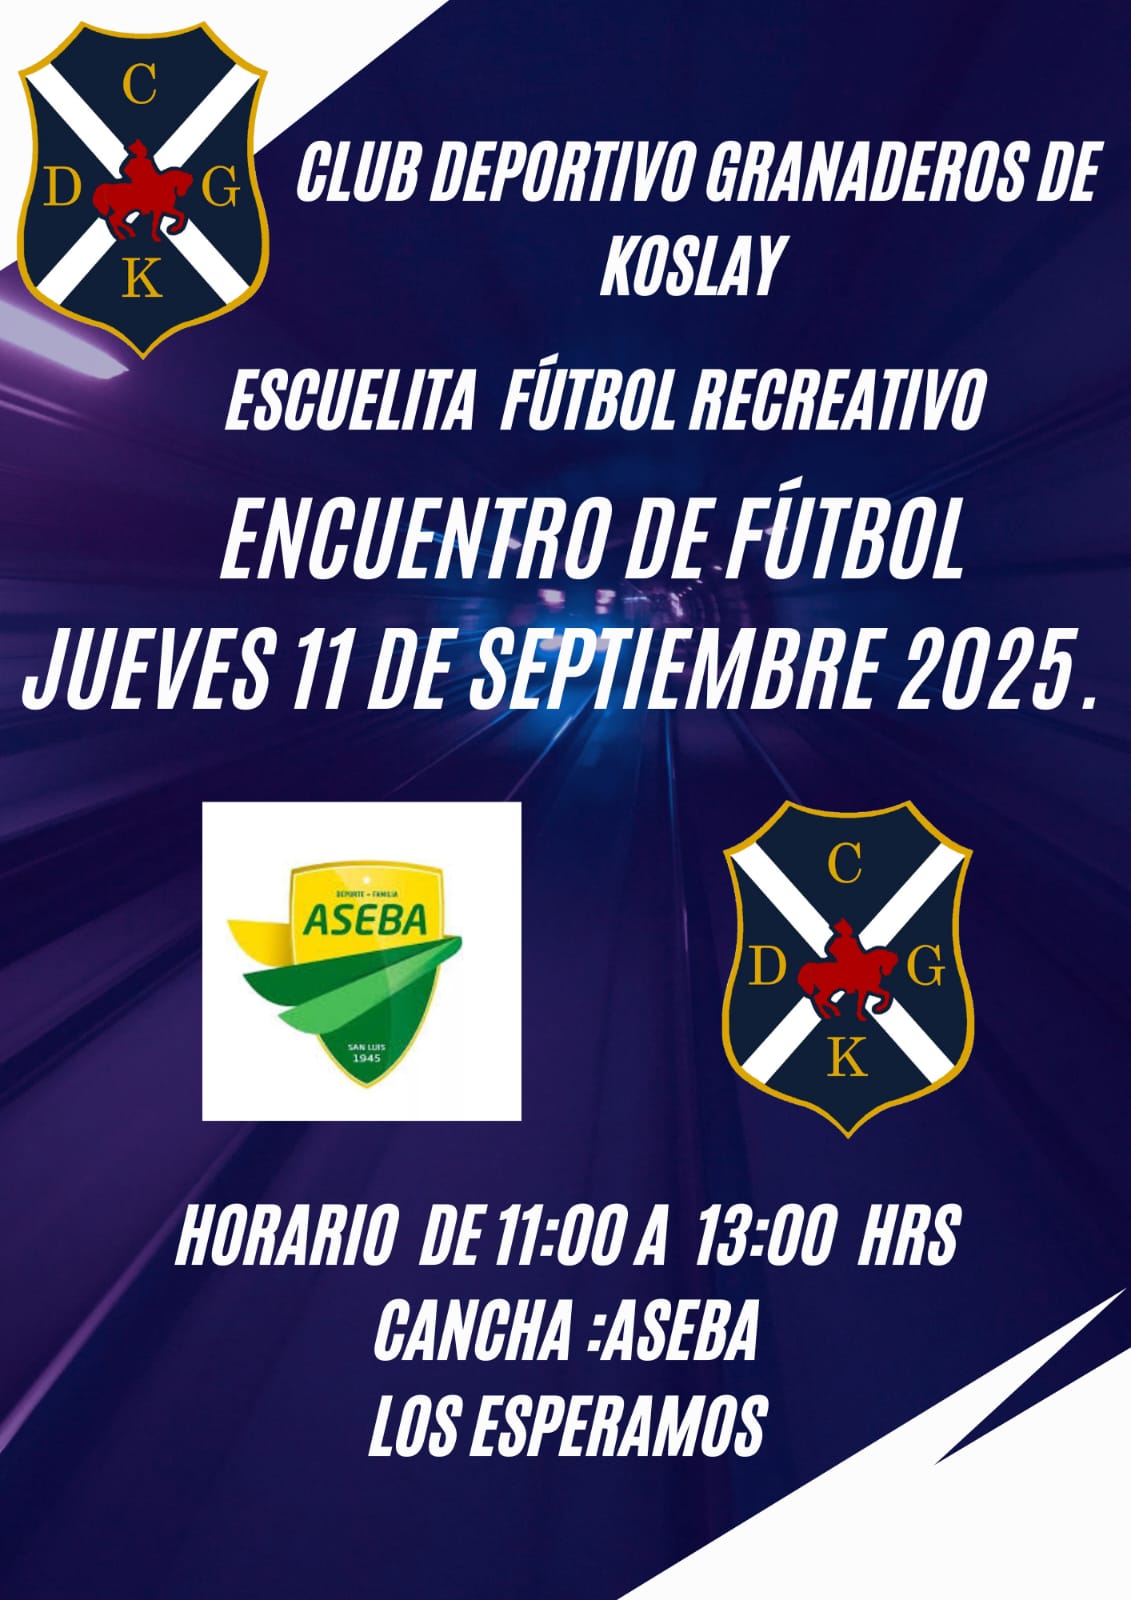 C
D G
K
CLUB DEPORTIVO GRANADEROS DE
KOSLAY
ESCUELITA FÚTBOL RECREATIVO
ENCUENTRO DE FÚTBOL
JUEVES 11 DE SEPTIEMBRE 2025.
DEPORTE - FAMILIA
ASEBA
SAN LUIS
1945
C
D G
K
HORARIO DE 11:00 A 13:00 HRS
CANCHA :ASEBA
LOS ESPERAMOS